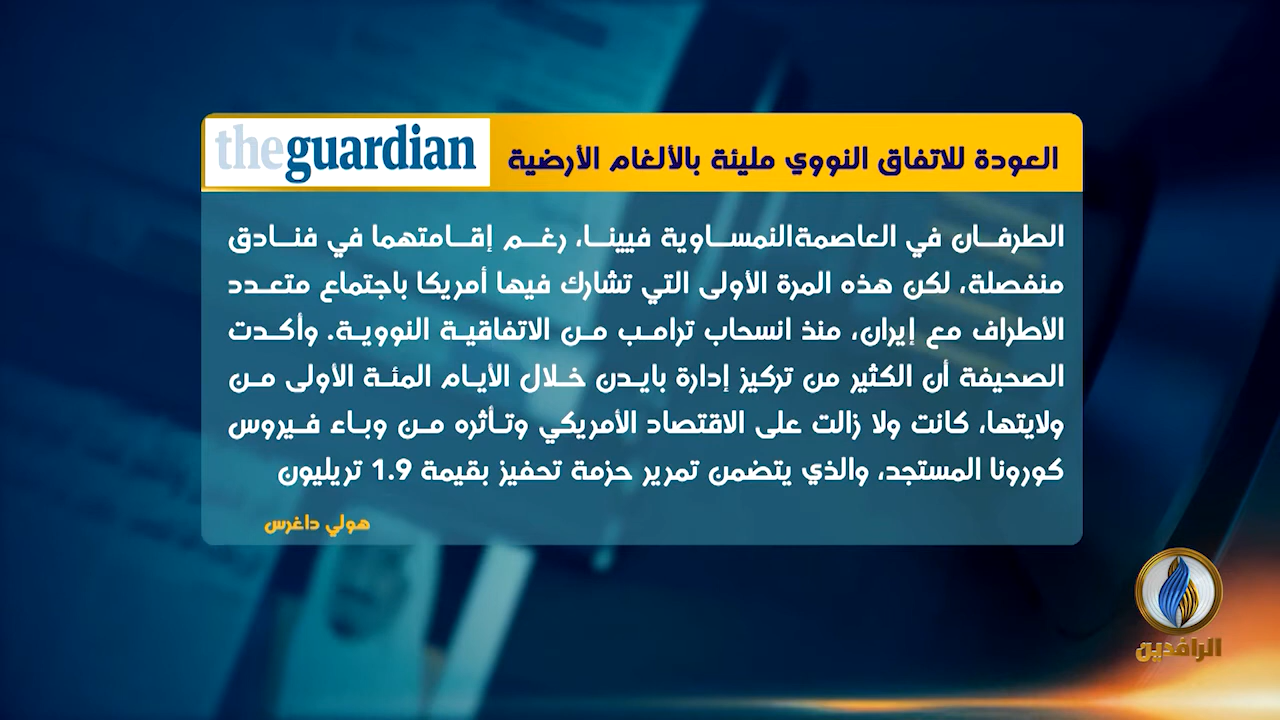 theguardian
العودة للاتفاق النووي مليئة بالألغام الأرضية
الطرفان في العاصمةالنمساوية فيينا، رغم إقامتهما في فنادق
منفصلة، لكن هذه المرة الأولى التي تشارك فيها أمريكا باجتماع متعدد
الأطراف مع إيران، منذ انسحاب ترامب من الاتفاقية النووية. وأكدت
الصحيفة أن الكثير من تركيز إدارة بايدن خلال الأيام المئة الأولى من
ولايتها، كانت ولا زالت على الاقتصاد الأمريكي وتأثره من وباء فيروس
كورونا المستجد، والذي يتضمن تمرير حزمة تحفيز بقيمة 1.9 تريليون
هولي داغرس
الرافدين